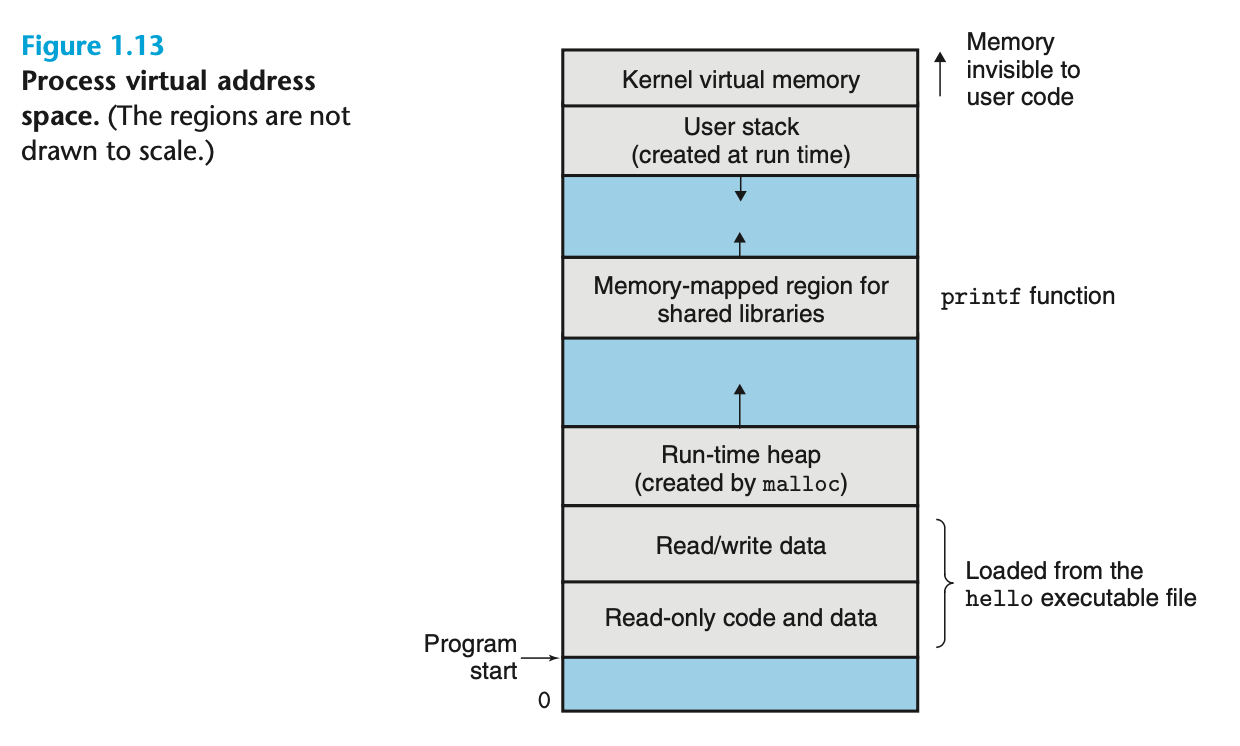 Figure 1.13
Process virtual address
space. (The regions are not
drawn to scale.)
Kernel virtual memory
Memory
invisible to
user code
User stack
(created at run time)
Memory-mapped region for
shared libraries
printf function
Run-time heap
(created by malloc)
Read/write data
Loaded from the
hello executable file
Read-only code and data
Program
start
0